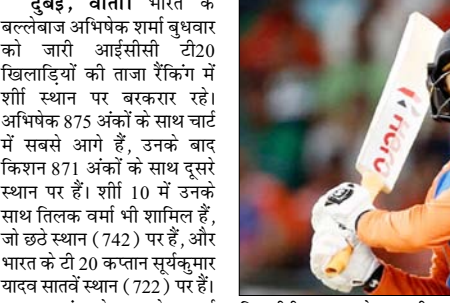 दुबई, वार्ता। भारत के
बल्लेबाज अभिषेक शर्मा बुधवार
को जारी आईसीसी टी20
खिलाड़ियों की ताजा रैंकिंग में
शीर्ष स्थान पर बरकरार रहे।
अभिषेक 875 अंकों के साथ चार्ट
में सबसे आगे हैं, उनके बाद
किशन 871 अंकों के साथ दूसरे
स्थान पर हैं। शीर्ष 10 में उनके
साथ तिलक वर्मा भी शामिल हैं,
जो छठे स्थान (742) पर हैं, और
भारत के टी 20 कप्तान सूर्यकुमार
यादव सातवें स्थान (722) पर हैं।
hero